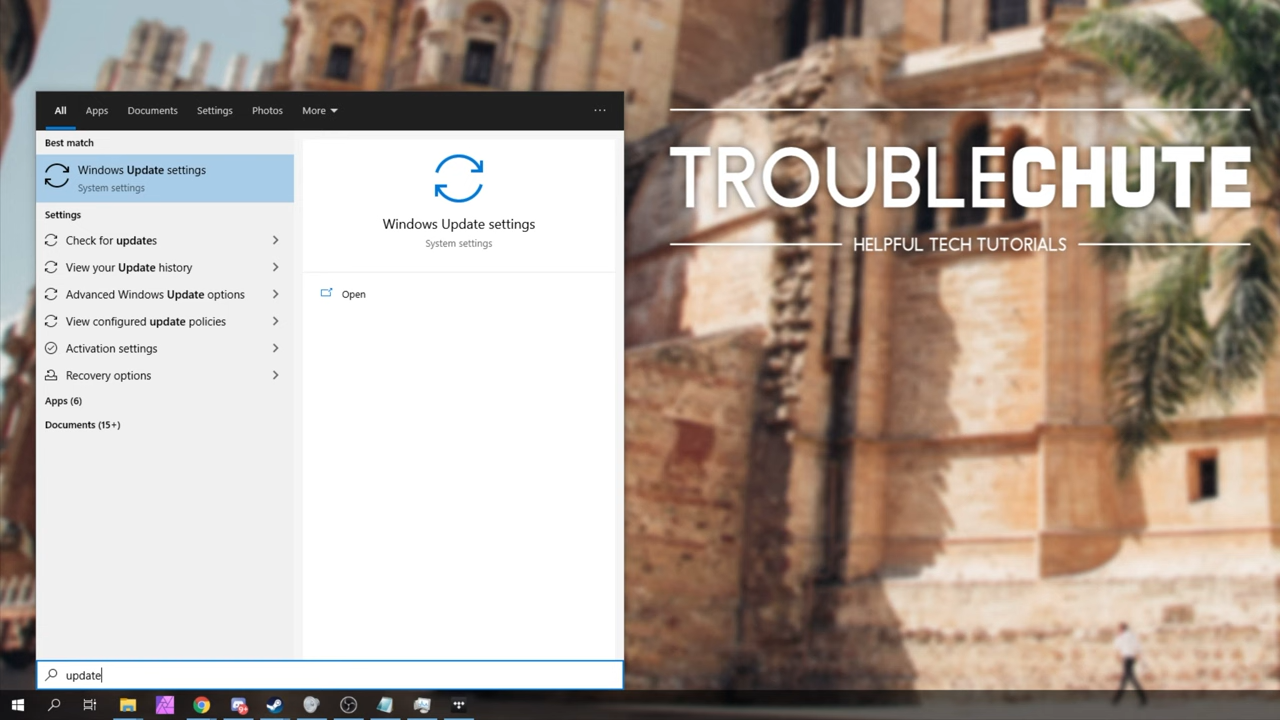 All Apps Documents Settings Photos More ...
Best match
Windows Update settings
System settings
Settings
Check for updates
View your Update history
Advanced Windows Update options
View configured update policies
Activation settings
Recovery options
Apps (6)
Documents (15+)
Windows Update settings
System settings
Open
update
TROUBLECHUTE
HELPFUL TECH TUTORIALS
9+